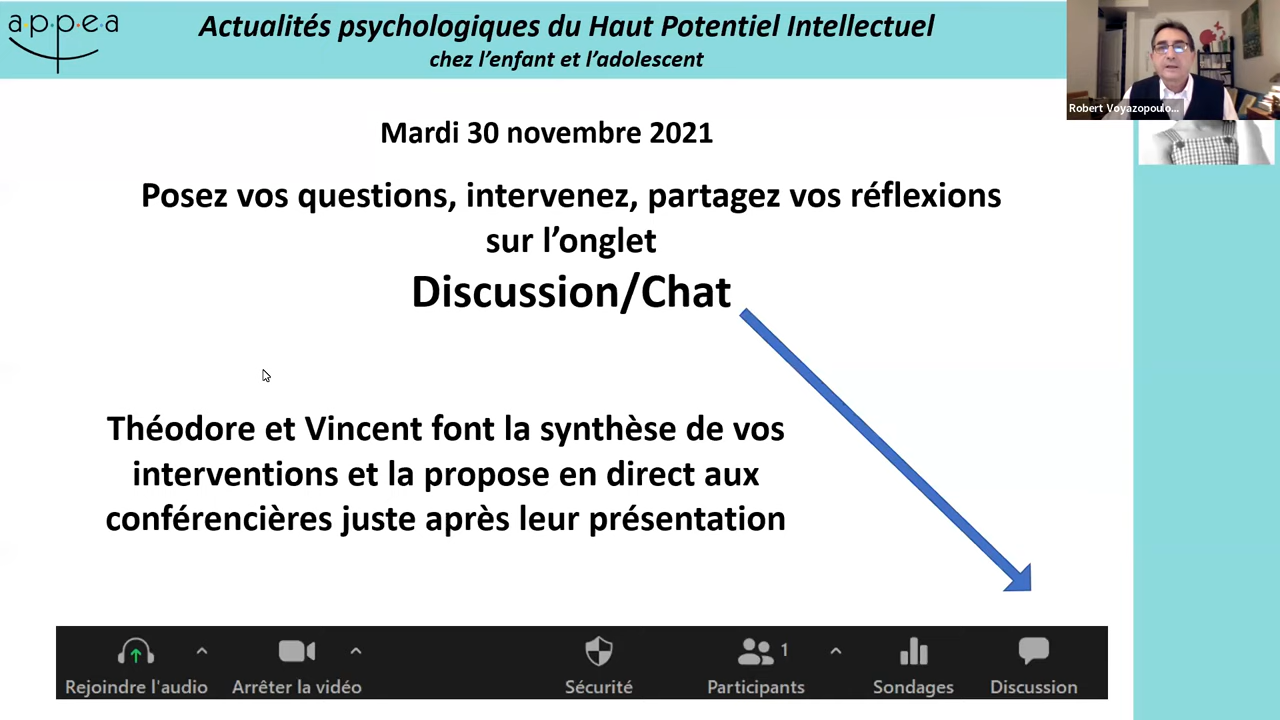 appea
Actualités psychologiques du Haut Potentiel Intellectuel
chez l’enfant et l’adolescent
Robert Voyazopoulo...
Mardi 30 novembre 2021
Posez vos questions, intervenez, partagez vos réflexions
sur l’onglet
Discussion/Chat
Théodore et Vincent font la synthèse de vos
interventions et la propose en direct aux
conférencières juste après leur présentation
1
Rejoindre l'audio
Arrêter la vidéo
Sécurité
Participants
Sondages
Discussion